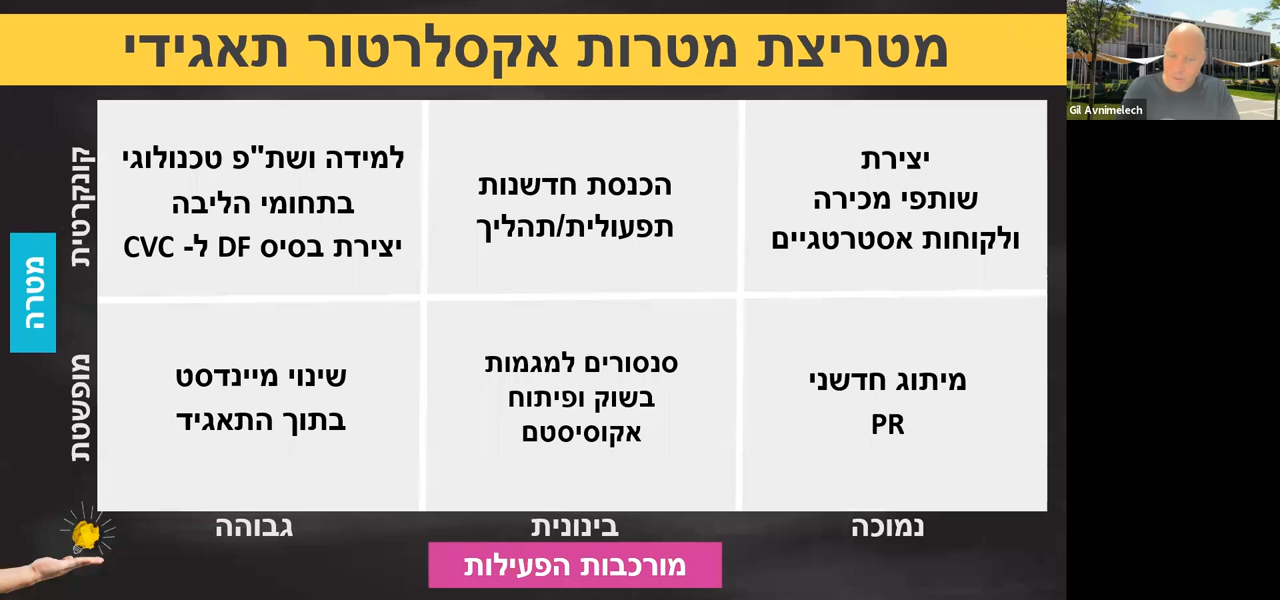 מטריצת מטרות אקסלרטור תאגידי
Gil Avnimelech
מטרה
קונקרטית
יצירת
שותפי מכירה
ולקוחות אסטרטגיים
הכנסת חדשנות
תפעולית/תהליך
למידה ושת"פ טכנולוגי
בתחומי הליבה
יצירת בסיס DF ל- CVC
מופשטת
מיתוג חדשני
PR
סנסורים למגמות
בשוק ופיתוח
אקוסיסטם
שינוי מיינדסט
בתוך התאגיד
נמוכה
בינונית
גבוהה
מורכבות הפעילות